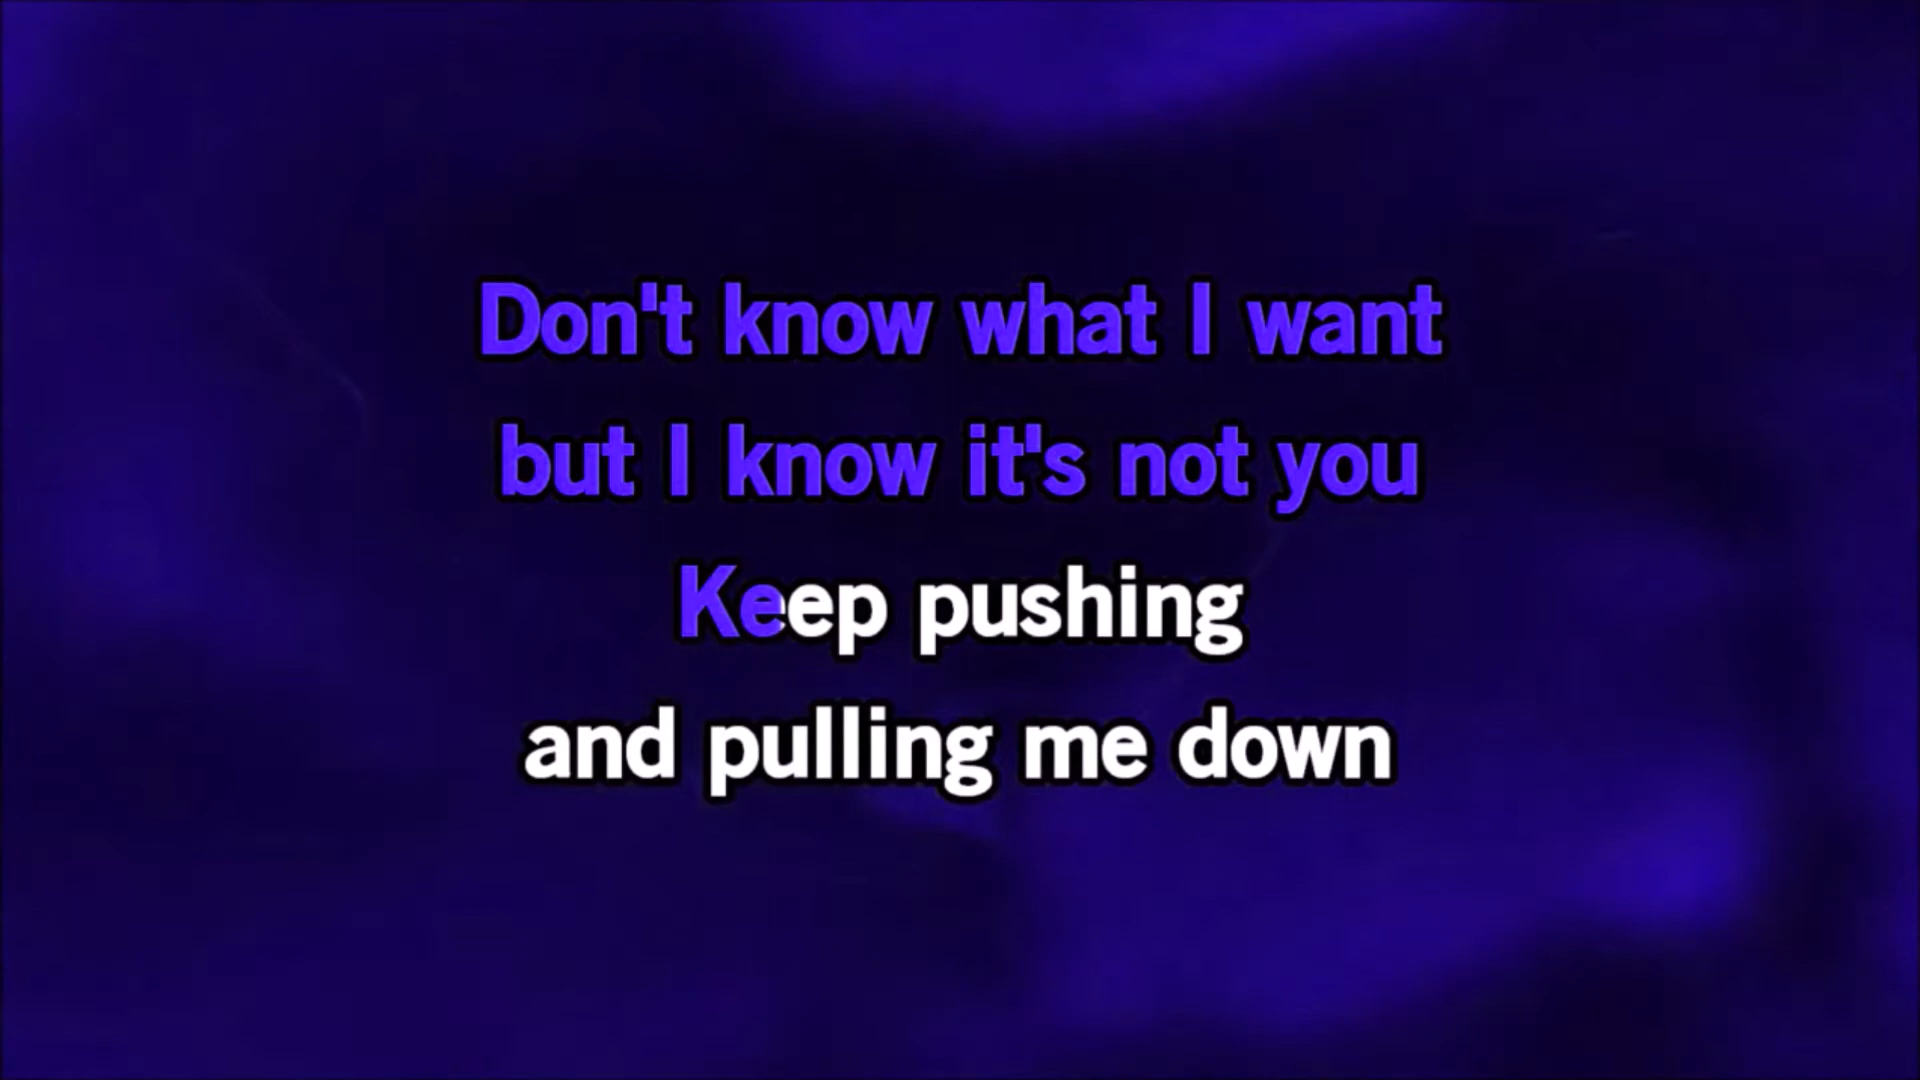 Don't know what I want
but I know it's not you
Keep pushing
and pulling me down